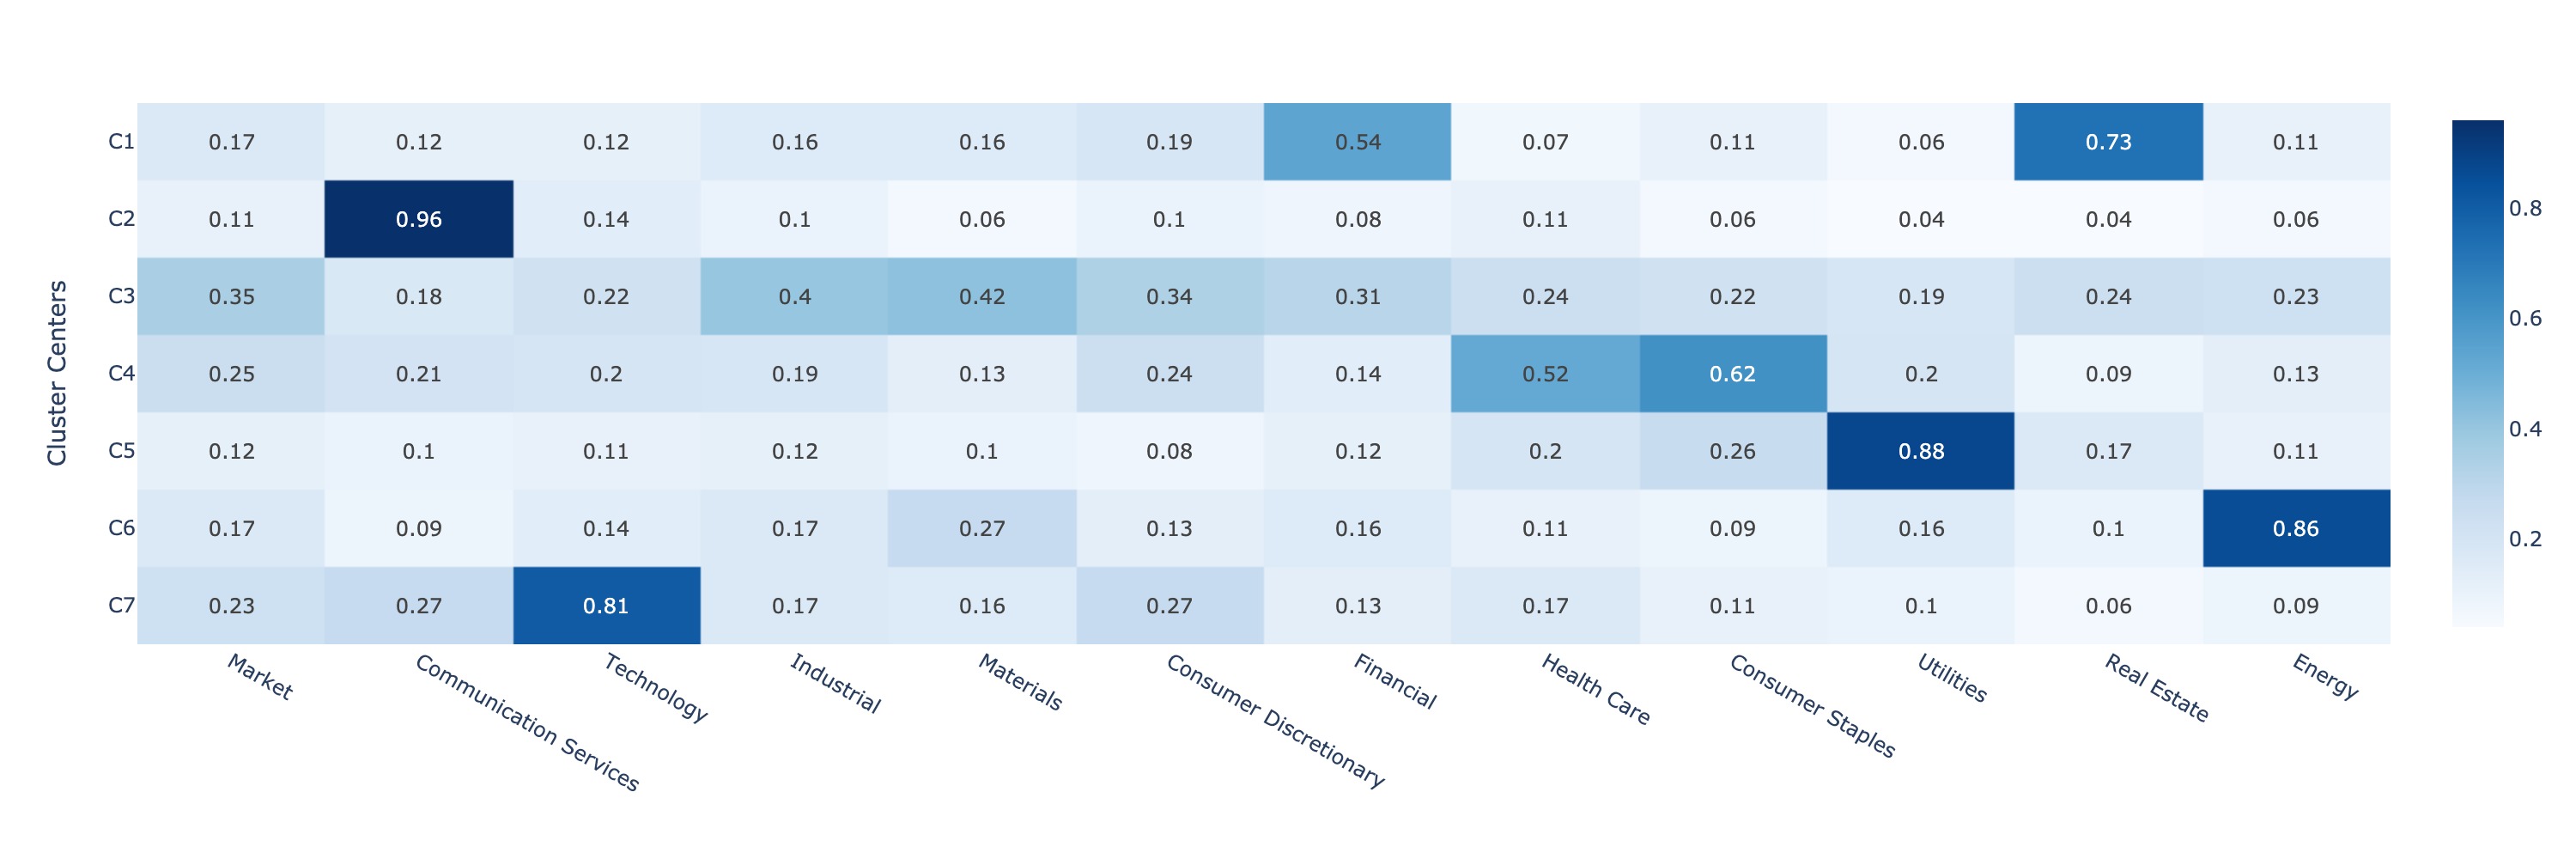 C1 0.17 0.12 0.12 0.16 0.16 0.19 0.54 0.07 0.11 0.06 0.73 0.11
C2 0.11 0.96 0.14 0.1 0.06 0.1 0.08 0.11 0.06 0.04 0.04 0.06
C3 0.35 0.18 0.22 0.4 0.42 0.34 0.31 0.24 0.22 0.19 0.24 0.23
C4 0.25 0.21 0.2 0.19 0.13 0.24 0.14 0.52 0.62 0.2 0.09 0.13
C5 0.12 0.1 0.11 0.12 0.1 0.08 0.12 0.2 0.26 0.88 0.17 0.11
C6 0.17 0.09 0.14 0.17 0.27 0.13 0.16 0.11 0.09 0.16 0.1 0.86
C7 0.23 0.27 0.81 0.17 0.16 0.27 0.13 0.17 0.11 0.1 0.06 0.09
Cluster Centers
Market
Communication Services
Technology
Industrial
Materials
Consumer Discretionary
Financial
Health Care
Consumer Staples
Utilities
Real Estate
Energy
0.8
0.6
0.4
0.2